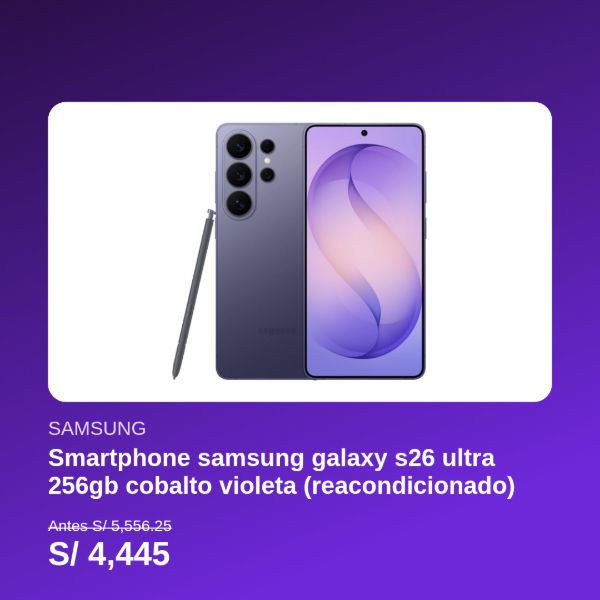 SAMSUNG
Smartphone samsung galaxy s26 ultra
256gb cobalto violeta (reacondicionado)
Antes S/ 5,556.25
S/ 4,445